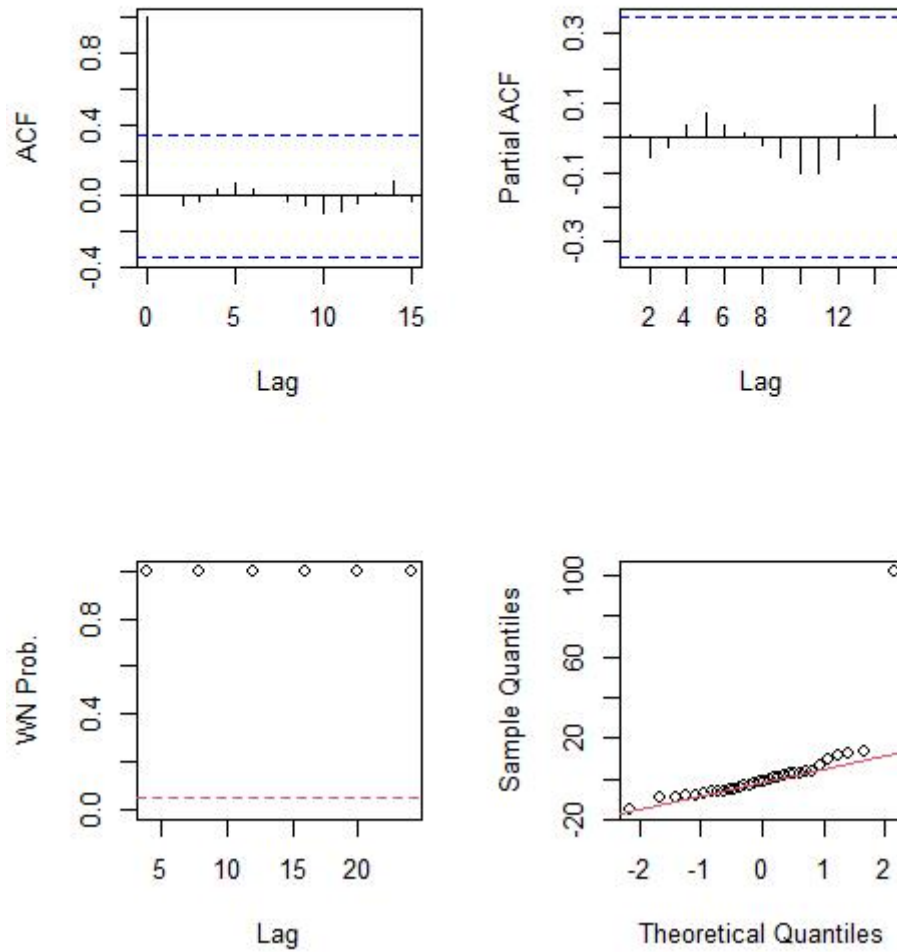 ACF
0.8
0.4
0.0
-0.4
0 5 10 15
Lag
Partial ACF
0.3
0.1
-0.1
-0.3
2 4 6 8 12
Lag
WN Prob.
0.8
0.4
0.0
5 10 15 20
Lag
Sample Quantiles
100
60
20
-20
-2 -1 0 1 2
Theoretical Quantiles